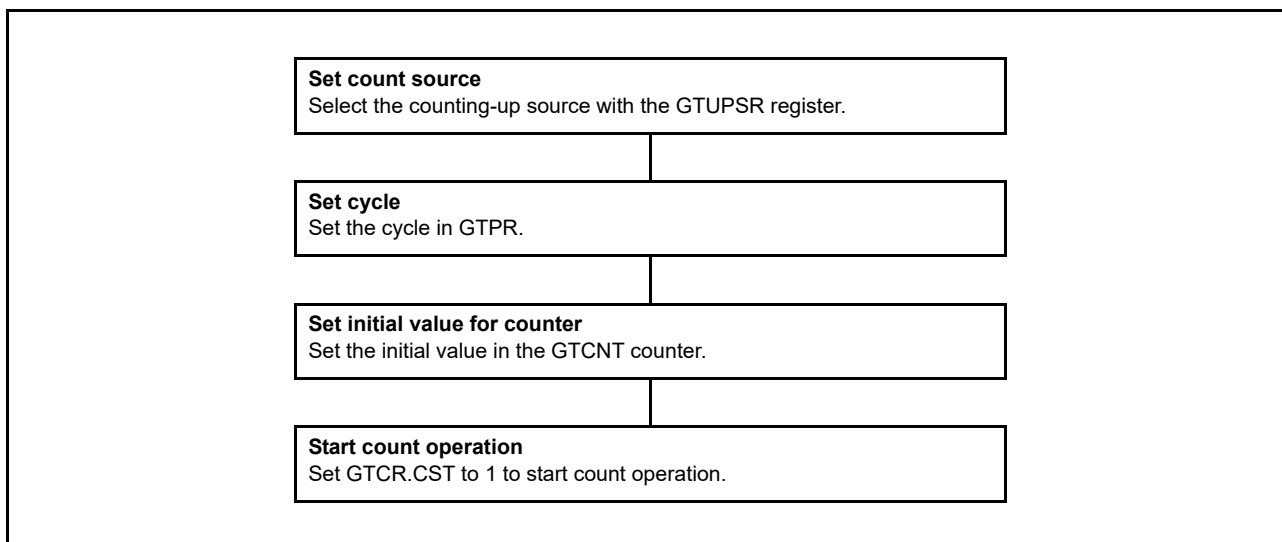 Set count source
Select the counting-up source with the GTUPSR register.
Set cycle
Set the cycle in GTPR.
Set initial value for counter
Set the initial value in the GTCNT counter.
Start count operation
Set GTCR.CST to 1 to start count operation.